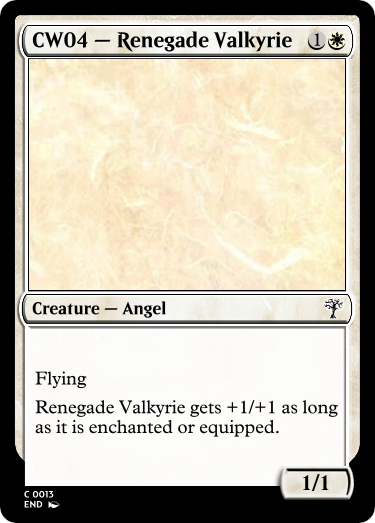 CW04 — Renegade Valkyrie 1
Creature — Angel
Flying
Renegade Valkyrie gets +1/+1 as long
as it is enchanted or equipped.
1/1
C 0013
END